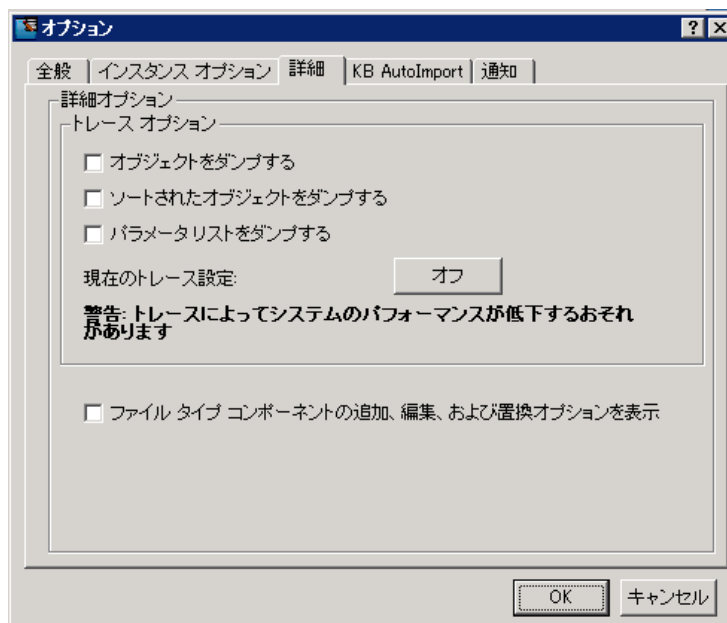 オプション
全般
インスタンス オプション
詳細
KB AutoImport
通知
詳細オプション
トレース オプション
オブジェクトをダンプする
ソートされたオブジェクトをダンプする
パラメータリストをダンプする
現在のトレース設定:
オフ
警告: トレースによってシステムのパフォーマンスが低下するおそれ
があります
ファイル タイプ コンポーネントの追加、編集、および置換オプションを表示
OK
キャンセル